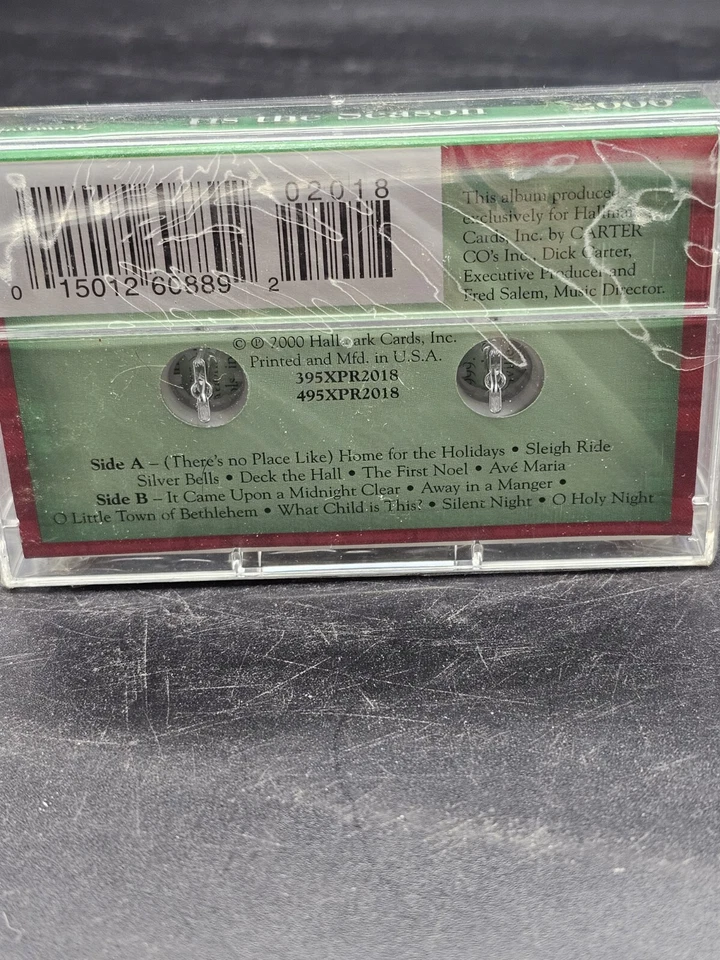 'Tis the Season 2000
02018
0 15012 60889 2
This album produced
exclusively for Hallmark
Cards, Inc. by CARTER
CO's Inc., Dick Carter,
Executive Producer and
Fred Salem, Music Director.
© ℗ 2000 Hallmark Cards, Inc.
Printed and Mfd. in U.S.A.
395XPR2018
495XPR2018
Side A – (There's no Place Like) Home for the Holidays • Sleigh Ride
Silver Bells • Deck the Hall • The First Noel • Avé Maria
Side B – It Came Upon a Midnight Clear • Away in a Manger •
O Little Town of Bethlehem • What Child is This? • Silent Night • O Holy Night